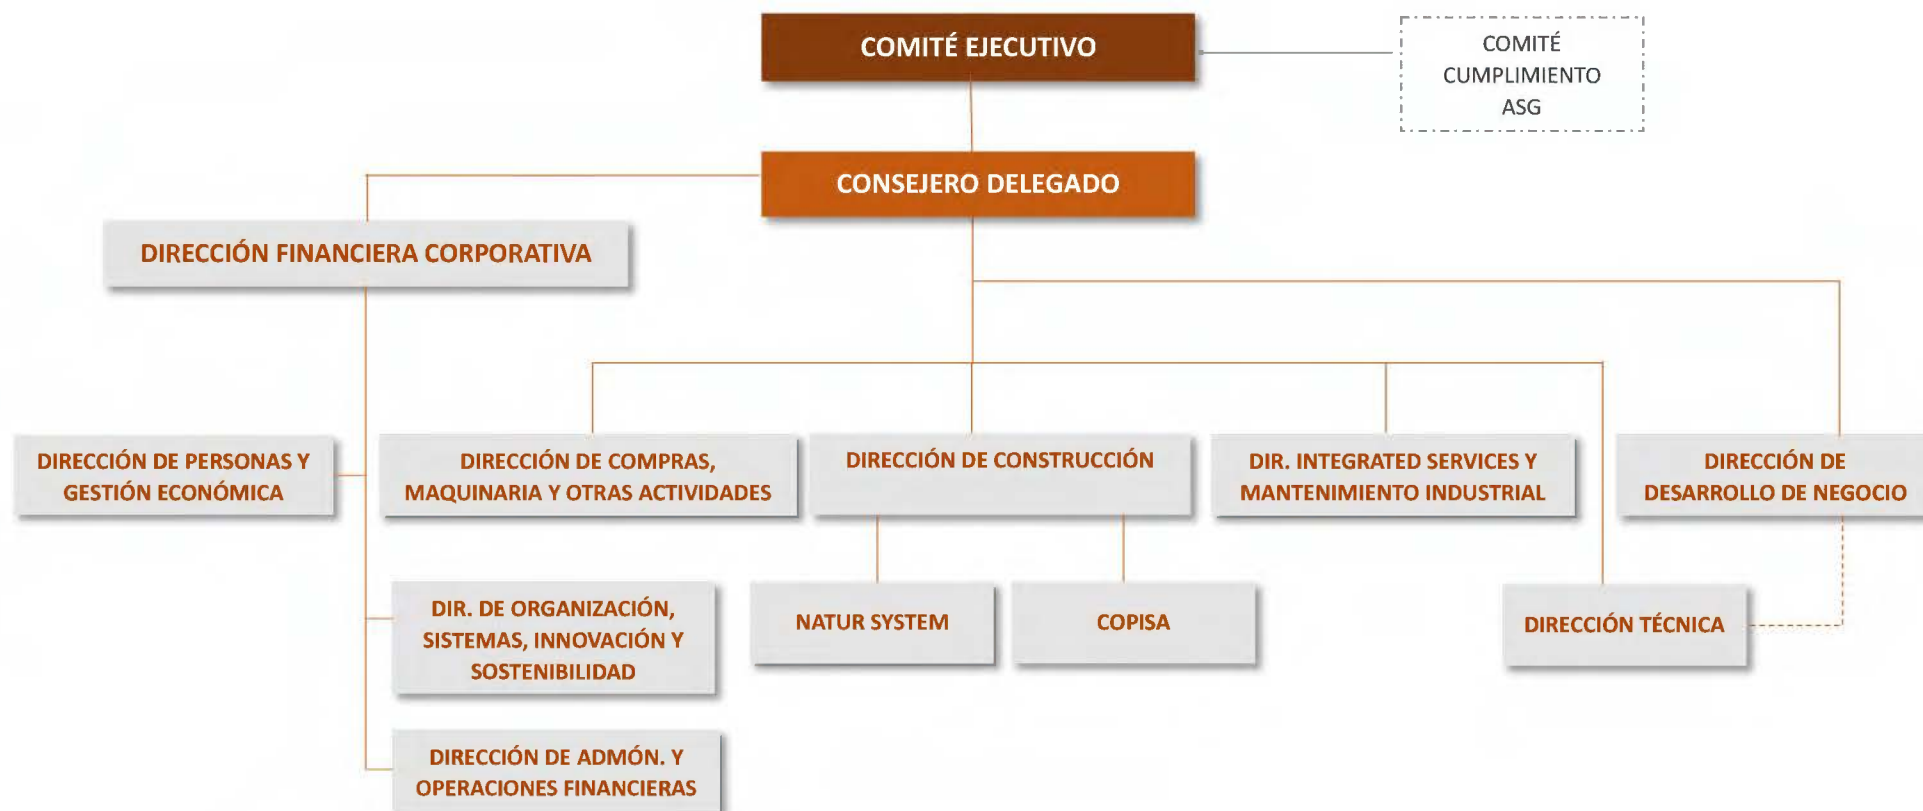 COMITÉ EJECUTIVO
COMITÉ
CUMPLIMIENTO
ASG
CONSEJERO DELEGADO
DIRECCIÓN FINANCIERA CORPORATIVA
DIRECCIÓN DE PERSONAS Y
GESTIÓN ECONÓMICA
DIRECCIÓN DE COMPRAS,
MAQUINARIA Y OTRAS ACTIVIDADES
DIRECCIÓN DE CONSTRUCCIÓN
DIR. INTEGRATED SERVICES Y
MANTENIMIENTO INDUSTRIAL
DIRECCIÓN DE
DESARROLLO DE NEGOCIO
DIR. DE ORGANIZACIÓN,
SISTEMAS, INNOVACIÓN Y
SOSTENIBILIDAD
NATUR SYSTEM
COPISA
DIRECCIÓN TÉCNICA
DIRECCIÓN DE ADMÓN. Y
OPERACIONES FINANCIERAS